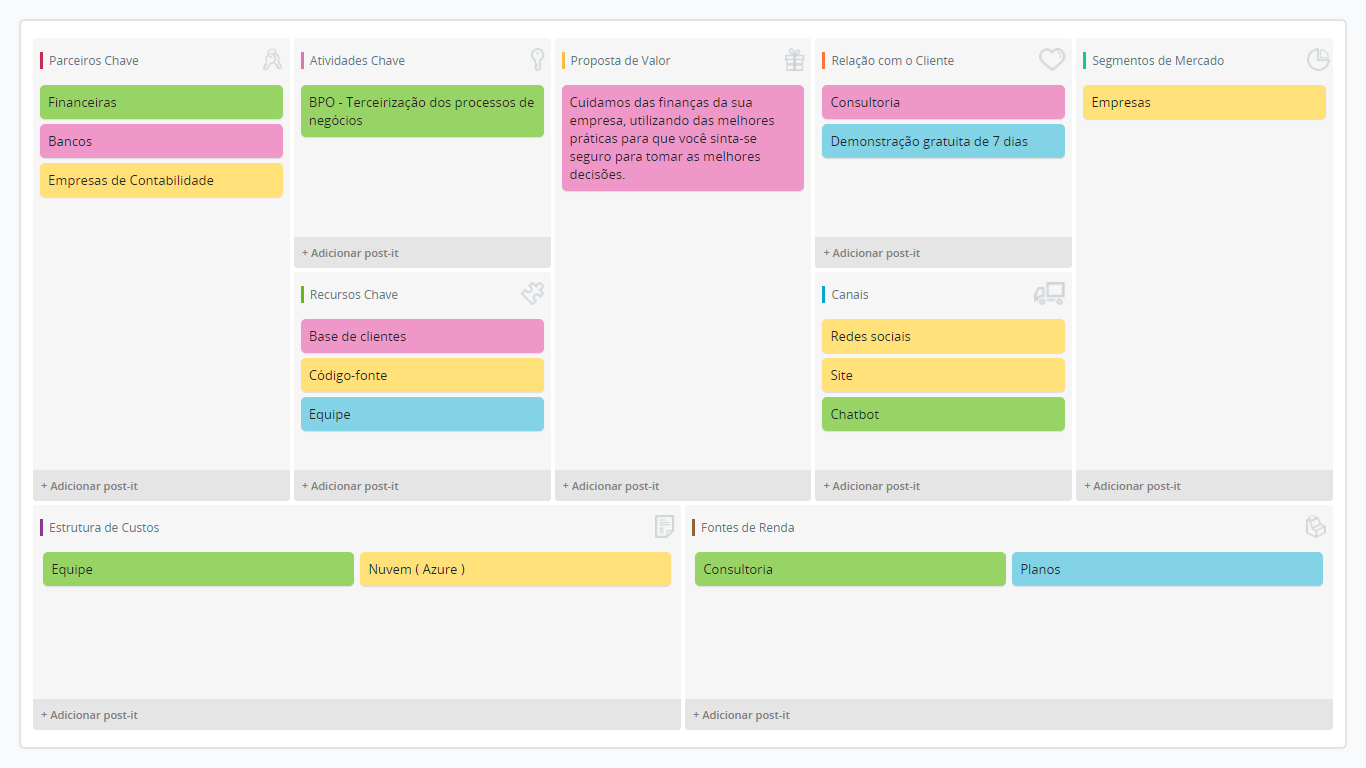 Parceiros Chave
Financeiras
Bancos
Empresas de Contabilidade
+ Adicionar post-it
Atividades Chave
BPO - Terceirização dos processos de
negócios
+ Adicionar post-it
Recursos Chave
Base de clientes
Código-fonte
Equipe
+ Adicionar post-it
Proposta de Valor
Cuidamos das finanças da sua
empresa, utilizando das melhores
práticas para que você sinta-se
seguro para tomar as melhores
decisões.
+ Adicionar post-it
Relação com o Cliente
Consultoria
Demonstração gratuita de 7 dias
+ Adicionar post-it
Canais
Redes sociais
Site
Chatbot
+ Adicionar post-it
Segmentos de Mercado
Empresas
+ Adicionar post-it
Estrutura de Custos
Equipe
Nuvem ( Azure )
+ Adicionar post-it
Fontes de Renda
Consultoria
Planos
+ Adicionar post-it